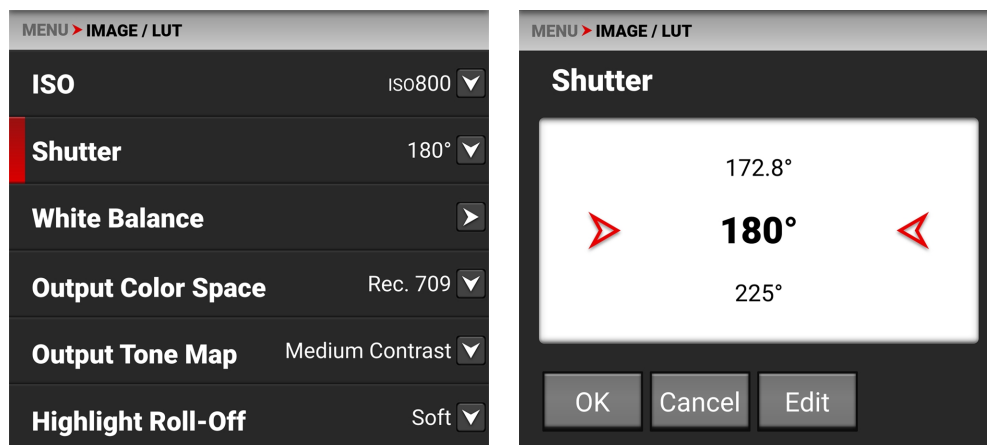 MENU > IMAGE / LUT
ISO ISO800
Shutter 180°
White Balance
Output Color Space Rec. 709
Output Tone Map Medium Contrast
Highlight Roll-Off Soft
MENU > IMAGE / LUT
Shutter
172.8°
180°
225°
OK Cancel Edit